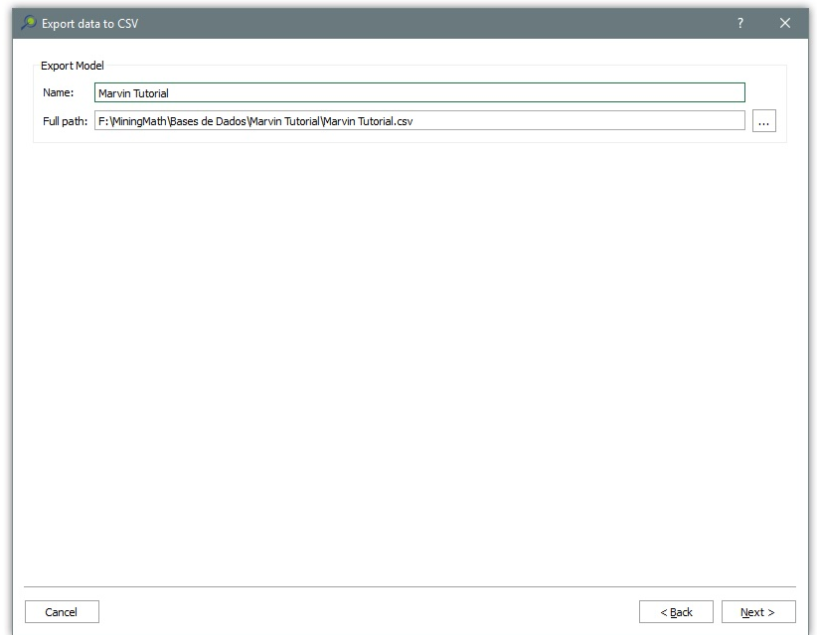 Export data to CSV ?
Export Model
Name: Marvin Tutorial
Full path: F:\MiningMath\Bases de Dados\Marvin Tutorial\Marvin Tutorial.csv ...
Cancel < Back Next >